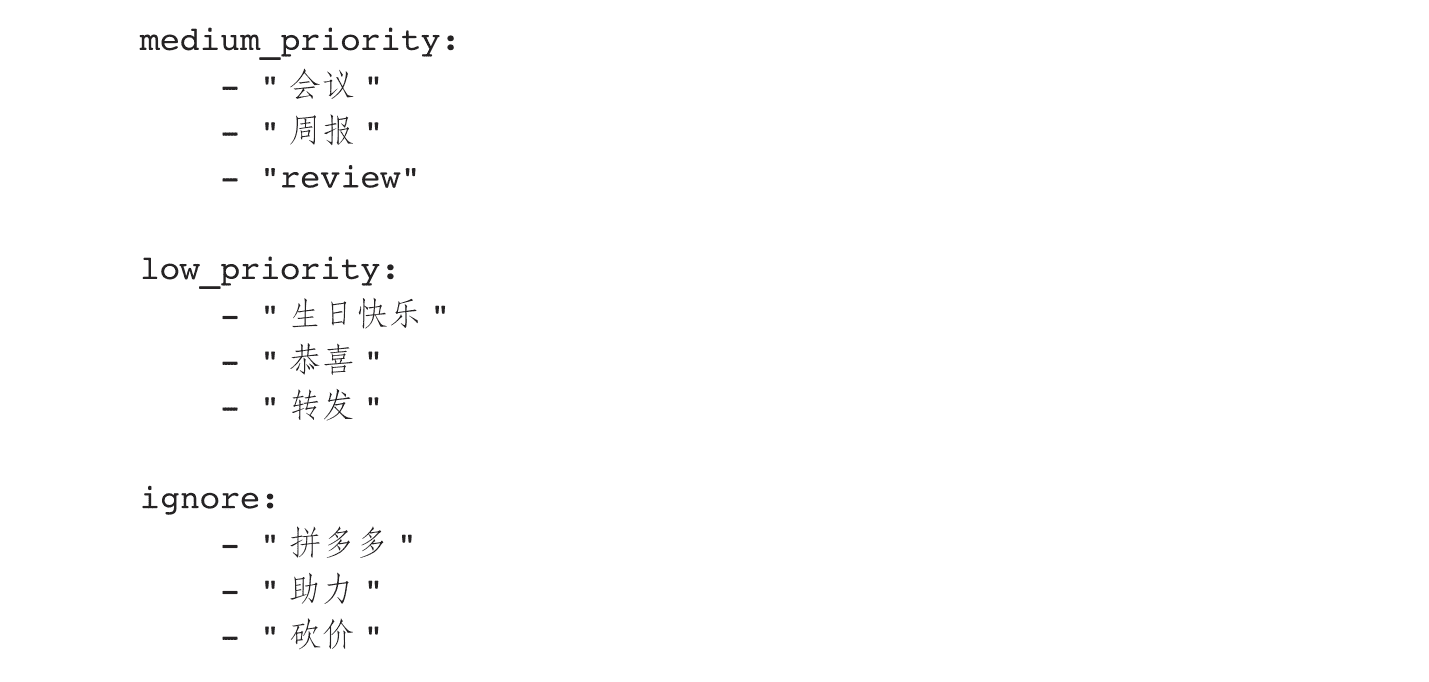 medium_priority:
- "会议"
- "周报"
- "review"
low_priority:
- "生日快乐"
- "恭喜"
- "转发"
ignore:
- "拼多多"
- "助力"
- "砍价"